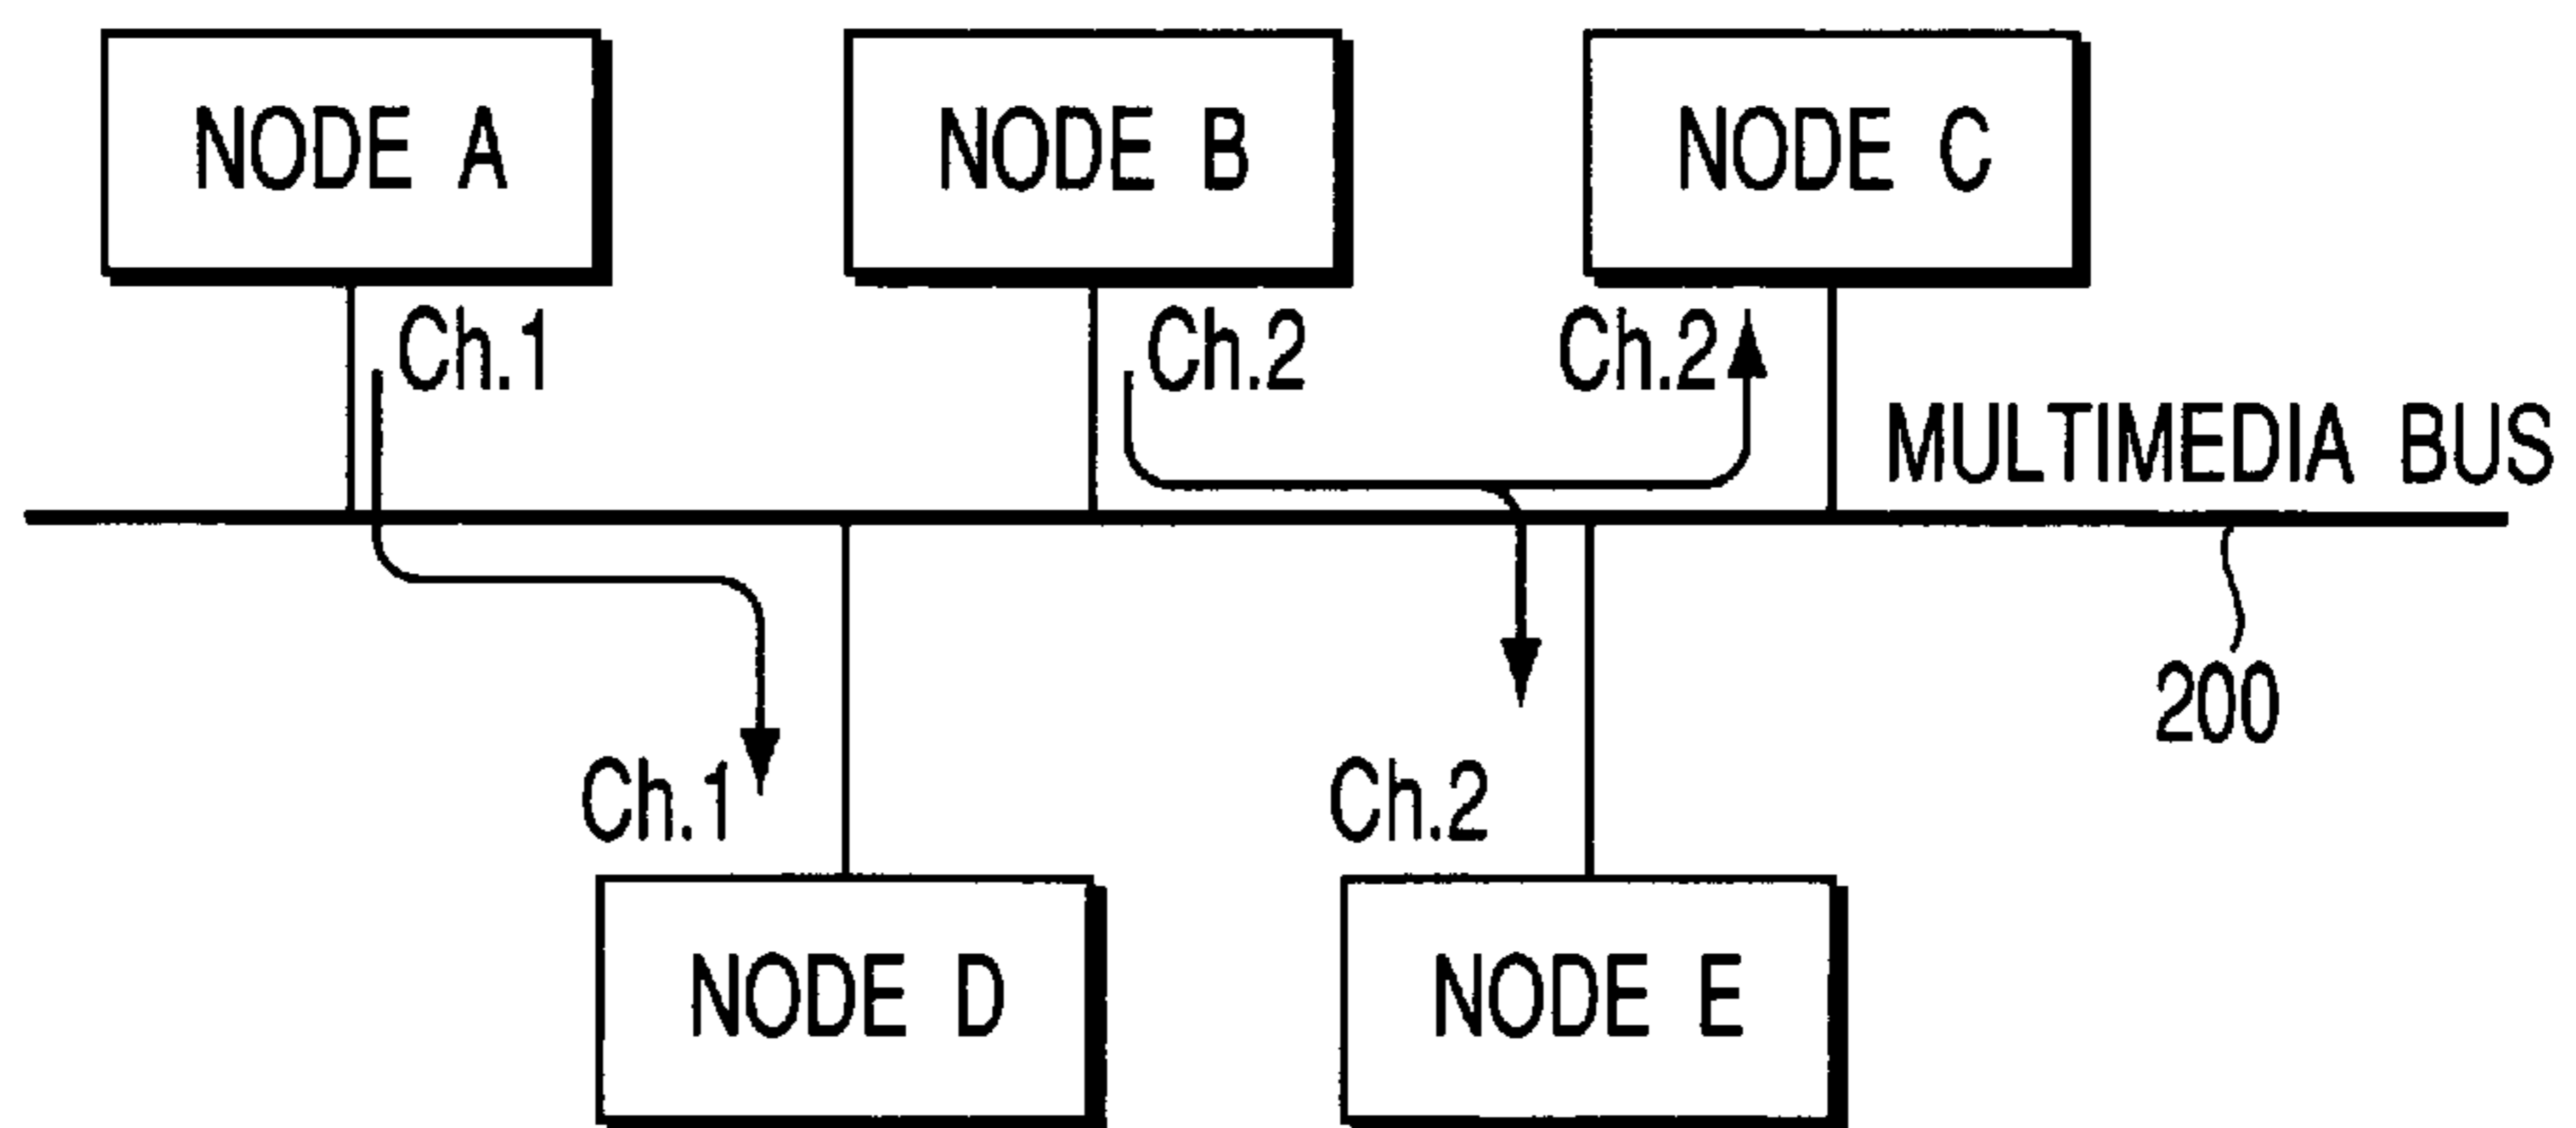 NODE A
NODE B
NODE C
Ch.1
Ch.2
Ch.2
MULTIMEDIA BUS
200
Ch.1
Ch.2
NODE D
NODE E